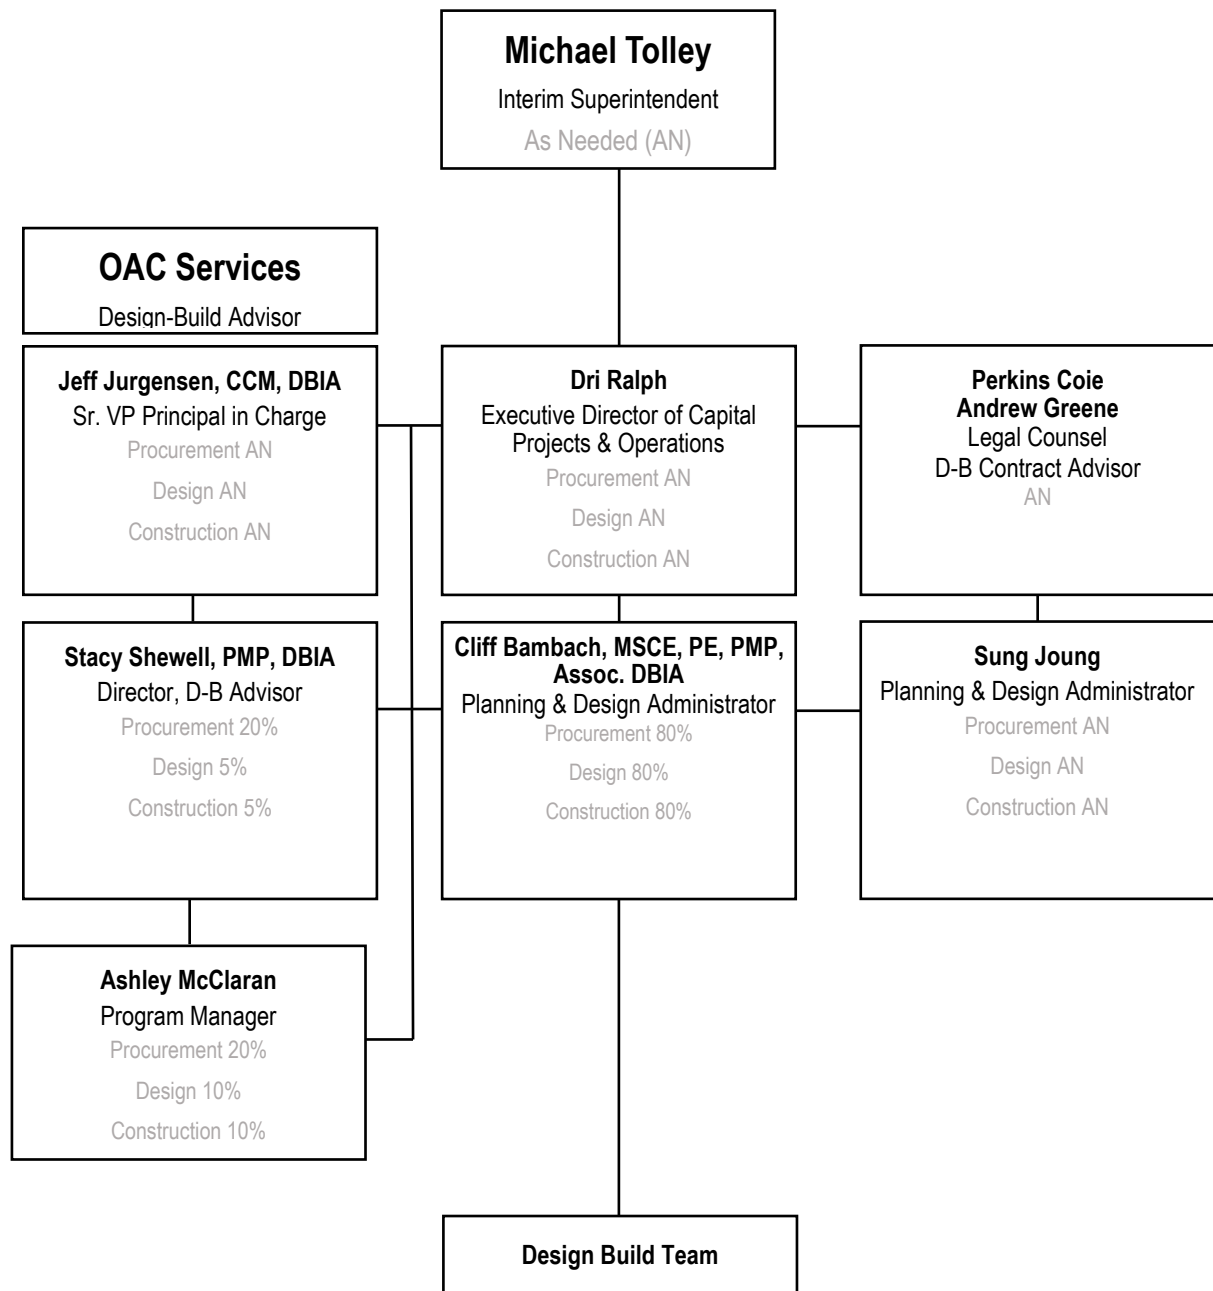 Michael Tolley
Interim Superintendent
As Needed (AN)
OAC Services
Design-Build Advisor
Jeff Jurgensen, CCM, DBIA
Sr. VP Principal in Charge
Procurement AN
Design AN
Construction AN
Dri Ralph
Executive Director of Capital
Projects & Operations
Procurement AN
Design AN
Construction AN
Perkins Coie
Andrew Greene
Legal Counsel
D-B Contract Advisor
AN
Stacy Shewell, PMP, DBIA
Director, D-B Advisor
Procurement 20%
Design 5%
Construction 5%
Cliff Bambach, MSCE, PE, PMP,
Assoc. DBIA
Planning & Design Administrator
Procurement 80%
Design 80%
Construction 80%
Sung Joung
Planning & Design Administrator
Procurement AN
Design AN
Construction AN
Ashley McClaran
Program Manager
Procurement 20%
Design 10%
Construction 10%
Design Build Team